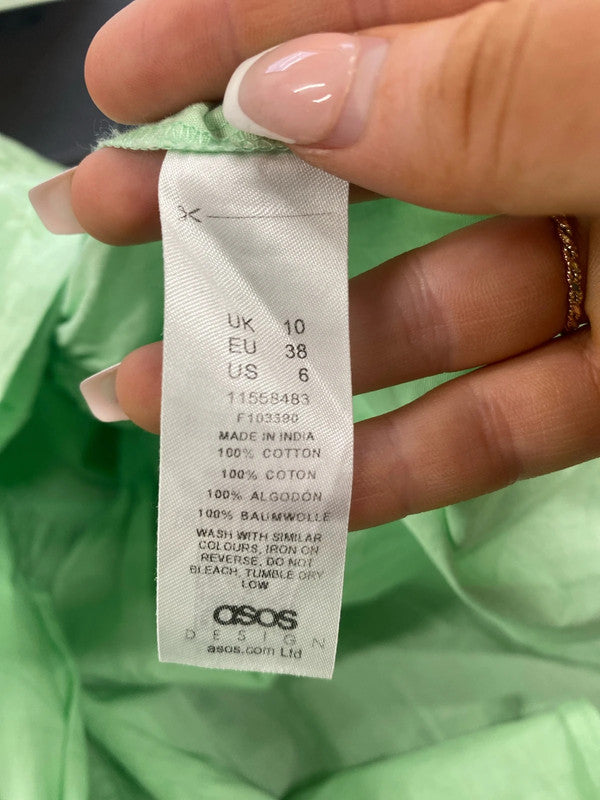 UK 10
EU 38
US 6
11558483
F103390
MADE IN INDIA
100% COTTON
100% COTON
100% ALGODÓN
100% BAUMWOLLE
WASH WITH SIMILAR
COLOURS, IRON ON
REVERSE, DO NOT
BLEACH, TUMBLE DRY
LOW
asos
DESIGN
asos.com Ltd